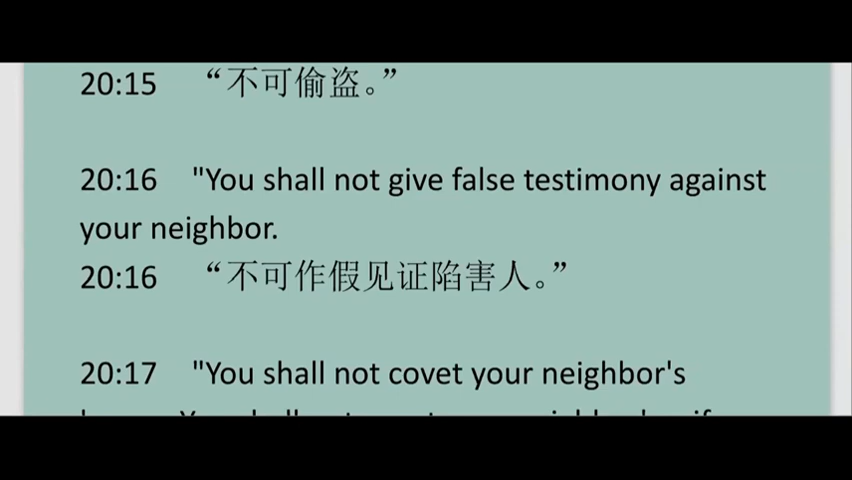 20:15 “不可偷盗。”
20:16 "You shall not give false testimony against
your neighbor.
20:16 “不可作假见证陷害人。”
20:17 "You shall not covet your neighbor's